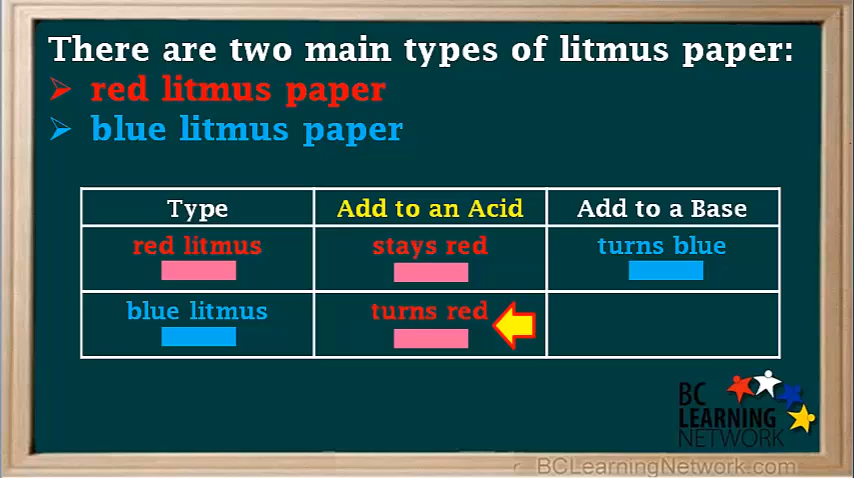 There are two main types of litmus paper:
red litmus paper
blue litmus paper
Type Add to an Acid Add to a Base
red litmus stays red turns blue
blue litmus turns red
BC
LEARNING
NETWORK
BCLearningNetwork.com